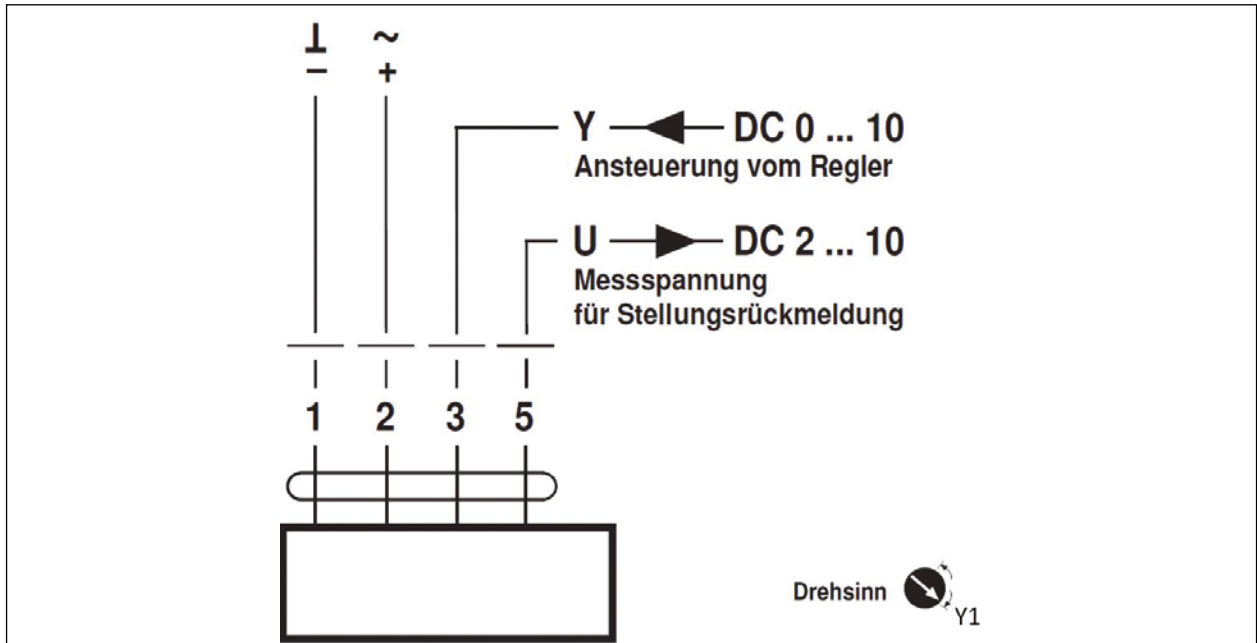 ⊥ ~
− +
Y DC 0 ... 10
Ansteuerung vom Regler
U DC 2 ... 10
Messspannung
für Stellungsrückmeldung
1 2 3 5
Drehsinn
Y1